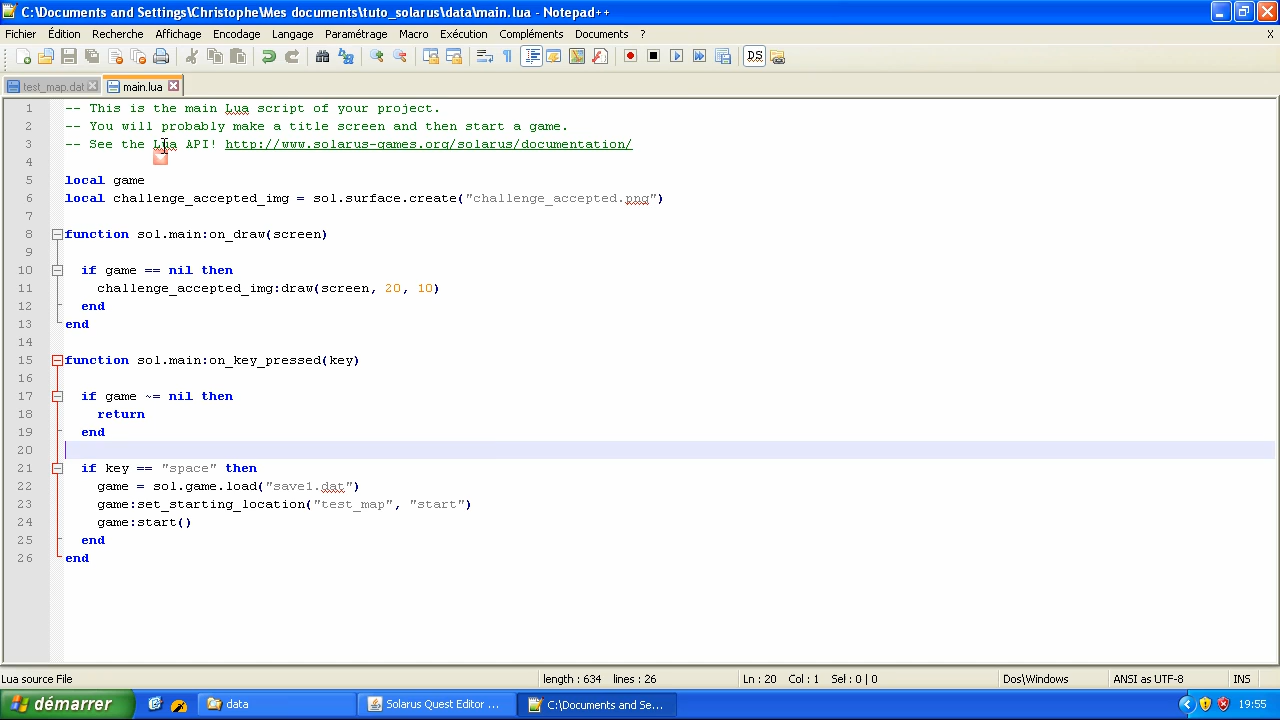 C:\Documents and Settings\Christophe\Mes documents\tuto_solarus\data\main.lua - Notepad++
Fichier Édition Recherche Affichage Encodage Langage Paramétrage Macro Exécution Compléments Documents ? X
test_map.dat main.lua
1 -- This is the main Lua script of your project.
2 -- You will probably make a title screen and then start a game.
3 -- See the Lua API! http://www.solarus-games.org/solarus/documentation/
4
5 local game
6 local challenge_accepted_img = sol.surface.create("challenge_accepted.png")
7
8 function sol.main:on_draw(screen)
9
10 if game == nil then
11 challenge_accepted_img:draw(screen, 20, 10)
12 end
13 end
14
15 function sol.main:on_key_pressed(key)
16
17 if game ~= nil then
18 return
19 end
20
21 if key == "space" then
22 game = sol.game.load("save1.dat")
23 game:set_starting_location("test_map", "start")
24 game:start()
25 end
26 end
Lua source File length : 634 lines : 26 Ln : 20 Col : 1 Sel : 0 | 0 Dos\Windows ANSI as UTF-8 INS
démarrer data Solarus Quest Editor ... C:\Documents and Se... 19:55